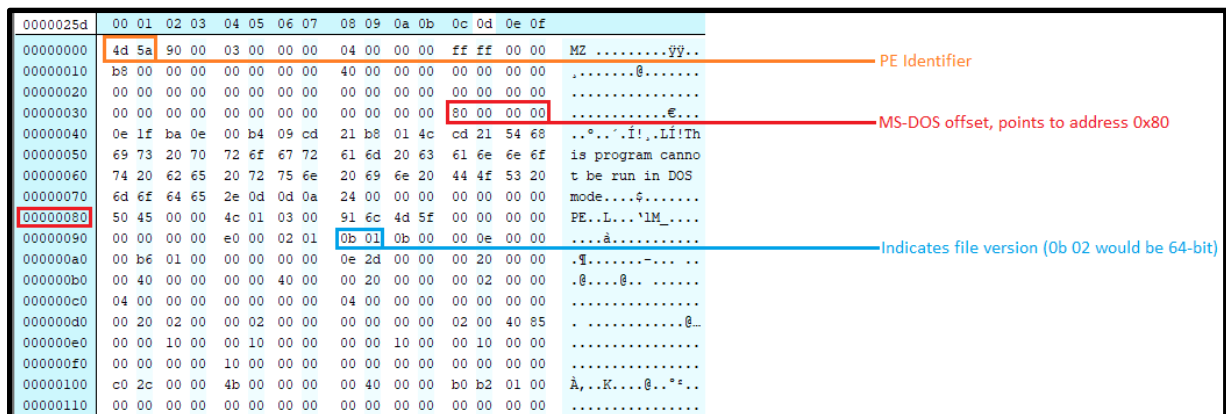 0000025d 00 01 02 03 04 05 06 07 08 09 0a 0b 0c 0d 0e 0f
00000000 4d 5a 90 00 03 00 00 00 04 00 00 00 ff ff 00 00 MZ .........ÿÿ..
PE Identifier
00000010 b8 00 00 00 00 00 00 00 40 00 00 00 00 00 00 00 ¸.......@.......
00000020 00 00 00 00 00 00 00 00 00 00 00 00 00 00 00 00 ................
00000030 00 00 00 00 00 00 00 00 00 00 00 00 80 00 00 00 ............€...
MS-DOS offset, points to address 0x80
00000040 0e 1f ba 0e 00 b4 09 cd 21 b8 01 4c cd 21 54 68 ..º..´.Í!¸.LÍ!Th
00000050 69 73 20 70 72 6f 67 72 61 6d 20 63 61 6e 6e 6f is program canno
00000060 74 20 62 65 20 72 75 6e 20 69 6e 20 44 4f 53 20 t be run in DOS
00000070 6d 6f 64 65 2e 0d 0d 0a 24 00 00 00 00 00 00 00 mode....$.......
00000080 50 45 00 00 4c 01 03 00 91 6c 4d 5f 00 00 00 00 PE..L...'lM_....
00000090 00 00 00 00 e0 00 02 01 0b 01 0b 00 00 0e 00 00 ....à...........
Indicates file version (0b 02 would be 64-bit)
000000a0 00 b6 01 00 00 00 00 00 0e 2d 00 00 00 20 00 00 .¶.......-... ..
000000b0 00 40 00 00 00 00 40 00 00 20 00 00 00 02 00 00 .@....@.. ......
000000c0 04 00 00 00 00 00 00 00 04 00 00 00 00 00 00 00 ................
000000d0 00 20 02 00 00 02 00 00 00 00 00 00 02 00 40 85 . ............@…
000000e0 00 00 10 00 00 10 00 00 00 00 10 00 00 10 00 00 ................
000000f0 00 00 00 00 10 00 00 00 00 00 00 00 00 00 00 00 ................
00000100 c0 2c 00 00 4b 00 00 00 00 40 00 00 b0 b2 01 00 À,..K....@..°²..
00000110 00 00 00 00 00 00 00 00 00 00 00 00 00 00 00 00 ................